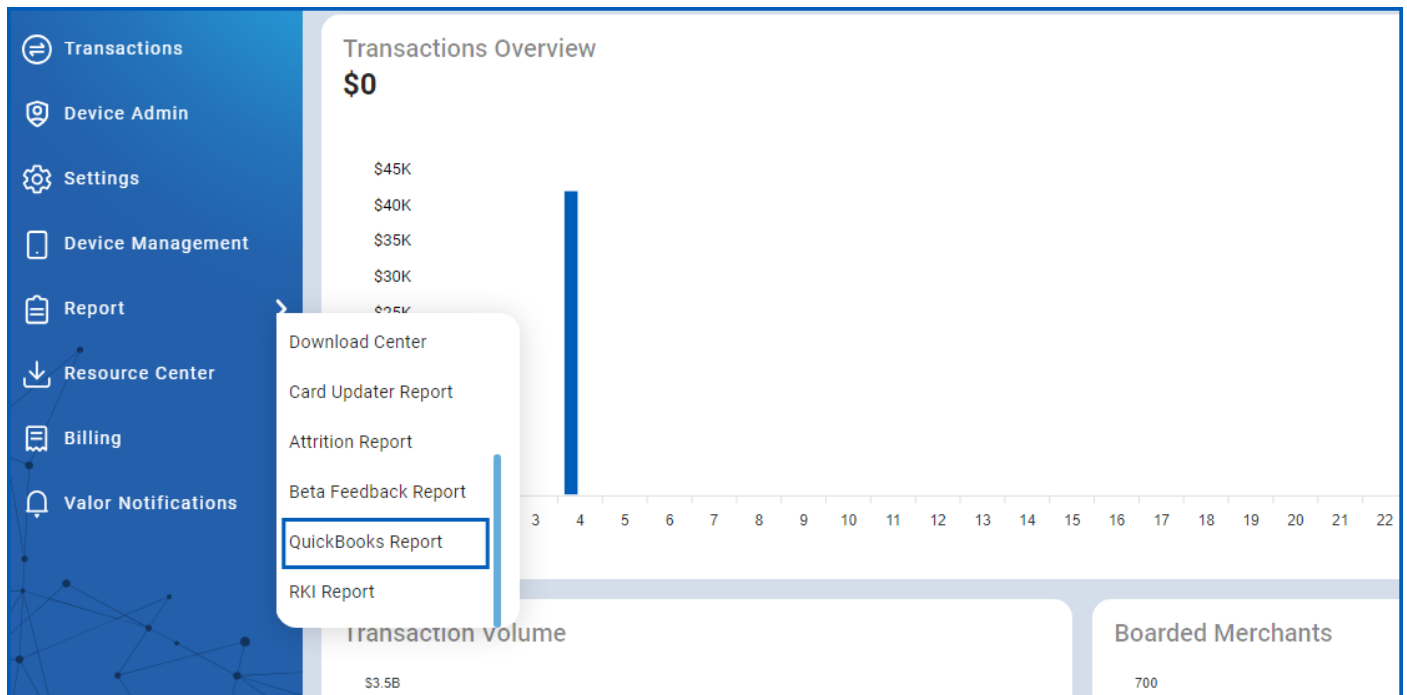 Transactions
Device Admin
Settings
Device Management
Report
Resource Center
Billing
Valor Notifications
Download Center
Card Updater Report
Attrition Report
Beta Feedback Report
QuickBooks Report
RKI Report
Transactions Overview
$0
$45K
$40K
$35K
$30K
$25K
3 4 5 6 7 8 9 10 11 12 13 14 15 16 17 18 19 20 21 22
Transaction Volume
$3.5B
Boarded Merchants
700